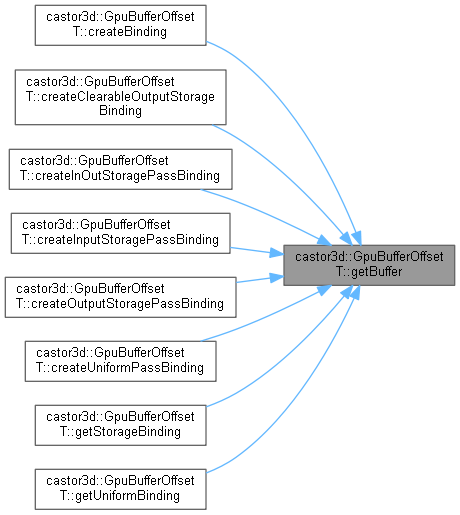 castor3d::GpuBufferOffset
T::createBinding
castor3d::GpuBufferOffset
T::createClearableOutputStorage
Binding
castor3d::GpuBufferOffset
T::createInOutStoragePassBinding
castor3d::GpuBufferOffset
T::createInputStoragePassBinding
castor3d::GpuBufferOffset
T::getBuffer
castor3d::GpuBufferOffset
T::createOutputStoragePassBinding
castor3d::GpuBufferOffset
T::createUniformPassBinding
castor3d::GpuBufferOffset
T::getStorageBinding
castor3d::GpuBufferOffset
T::getUniformBinding